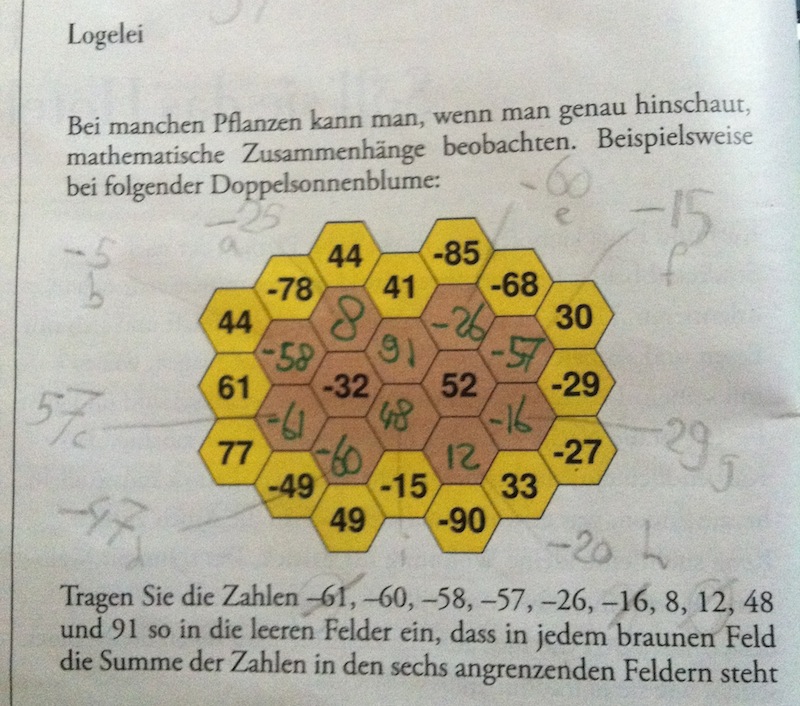 Logelei
Bei manchen Pflanzen kann man, wenn man genau hinschaut,
mathematische Zusammenhänge beobachten. Beispielsweise
bei folgender Doppelsonnenblume:
-60
e
-25
a
-15
f
-5
b
44 -85
-78 41 -68
44 8 -26 30
-58 91 -57
61 -32 52 -29
57 c
-61 48 -16
29 g
77 -60 12 -27
-49 -15 33
49 -90
-47 d
-20 h
Tragen Sie die Zahlen –61, –60, –58, –57, –26, –16, 8, 12, 48
und 91 so in die leeren Felder ein, dass in jedem braunen Feld
die Summe der Zahlen in den sechs angrenzenden Feldern steht